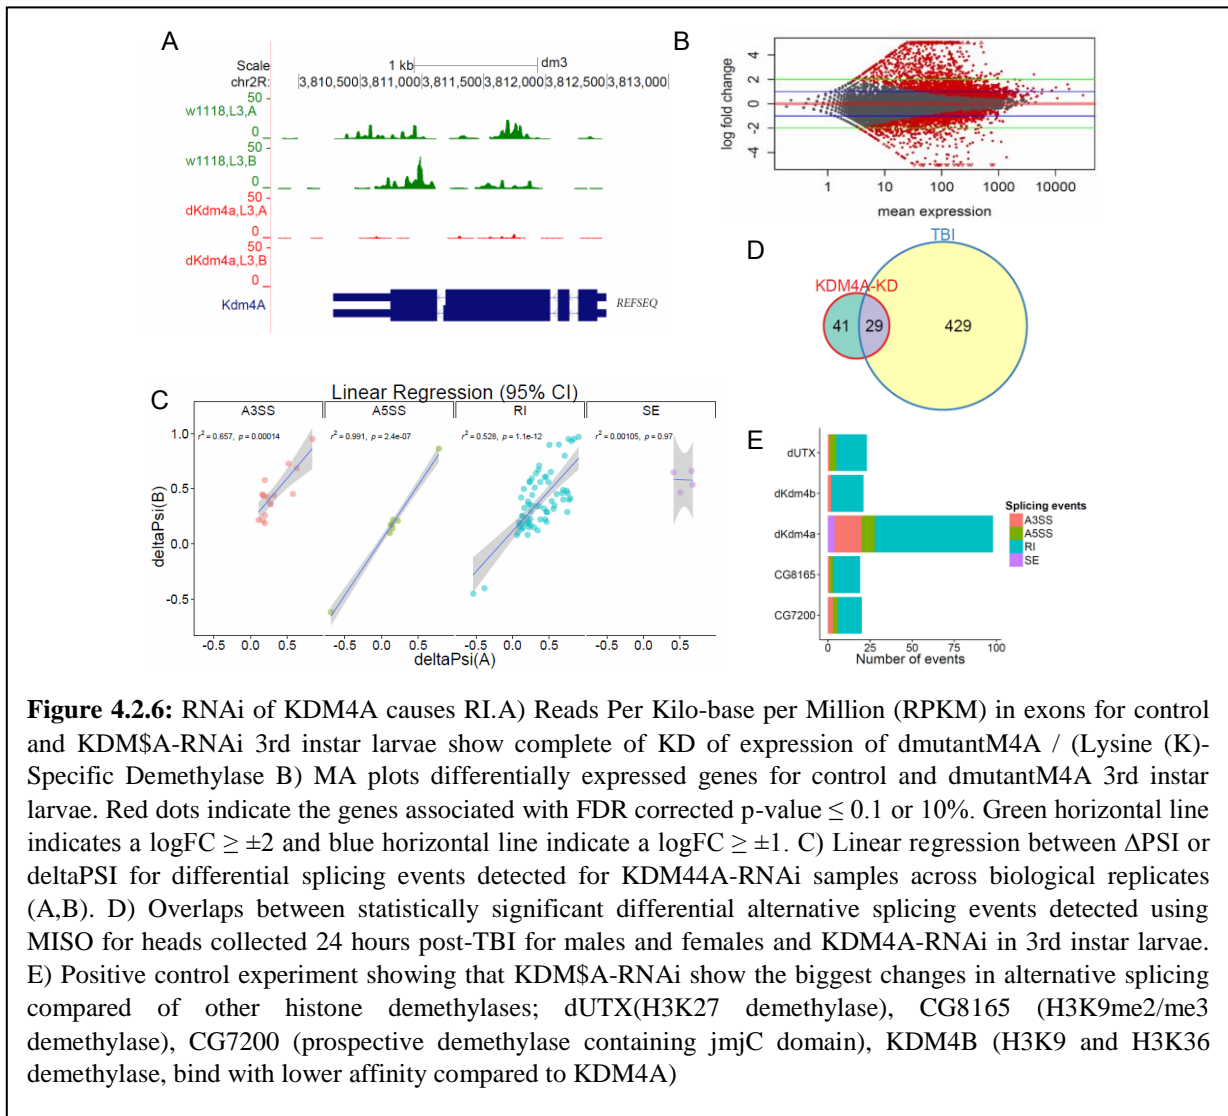 A
Scale
1 kb
dm3
chr2R:
3,810,500
3,811,000
3,811,500
3,812,000
3,812,500
3,813,000
50
w1118,L3,A
0
50
w1118,L3,B
0
50
dKdm4a,L3,A
0
50
dKdm4a,L3,B
0
Kdm4A
REFSEQ
B
log fold change
4
2
0
-2
-4
1
10
100
1000
10000
mean expression
D
TBI
KDM4A-KD
41
29
429
C
Linear Regression (95% CI)
A3SS
A5SS
RI
SE
r² = 0.657, p = 0.00014
r² = 0.991, p = 2.4e-07
r² = 0.528, p = 1.1e-12
r² = 0.00105, p = 0.97
deltaPsi(B)
1.0
0.5
0.0
-0.5
-0.5 0.0 0.5
-0.5 0.0 0.5
-0.5 0.0 0.5
-0.5 0.0 0.5
deltaPsi(A)
E
dUTX
dKdm4b
dKdm4a
CG8165
CG7200
0 25 50 75 100
Number of events
Splicing events
A3SS
A5SS
RI
SE
Figure 4.2.6: RNAi of KDM4A causes RI.A) Reads Per Kilo-base per Million (RPKM) in exons for control
and KDM$A-RNAi 3rd instar larvae show complete of KD of expression of dmutantM4A / (Lysine (K)-
Specific Demethylase B) MA plots differentially expressed genes for control and dmutantM4A 3rd instar
larvae. Red dots indicate the genes associated with FDR corrected p-value ≤ 0.1 or 10%. Green horizontal line
indicates a logFC ≥ ±2 and blue horizontal line indicate a logFC ≥ ±1. C) Linear regression between ΔPSI or
deltaPSI for differential splicing events detected for KDM44A-RNAi samples across biological replicates
(A,B). D) Overlaps between statistically significant differential alternative splicing events detected using
MISO for heads collected 24 hours post-TBI for males and females and KDM4A-RNAi in 3rd instar larvae.
E) Positive control experiment showing that KDM$A-RNAi show the biggest changes in alternative splicing
compared of other histone demethylases; dUTX(H3K27 demethylase), CG8165 (H3K9me2/me3
demethylase), CG7200 (prospective demethylase containing jmjC domain), KDM4B (H3K9 and H3K36
demethylase, bind with lower affinity compared to KDM4A)